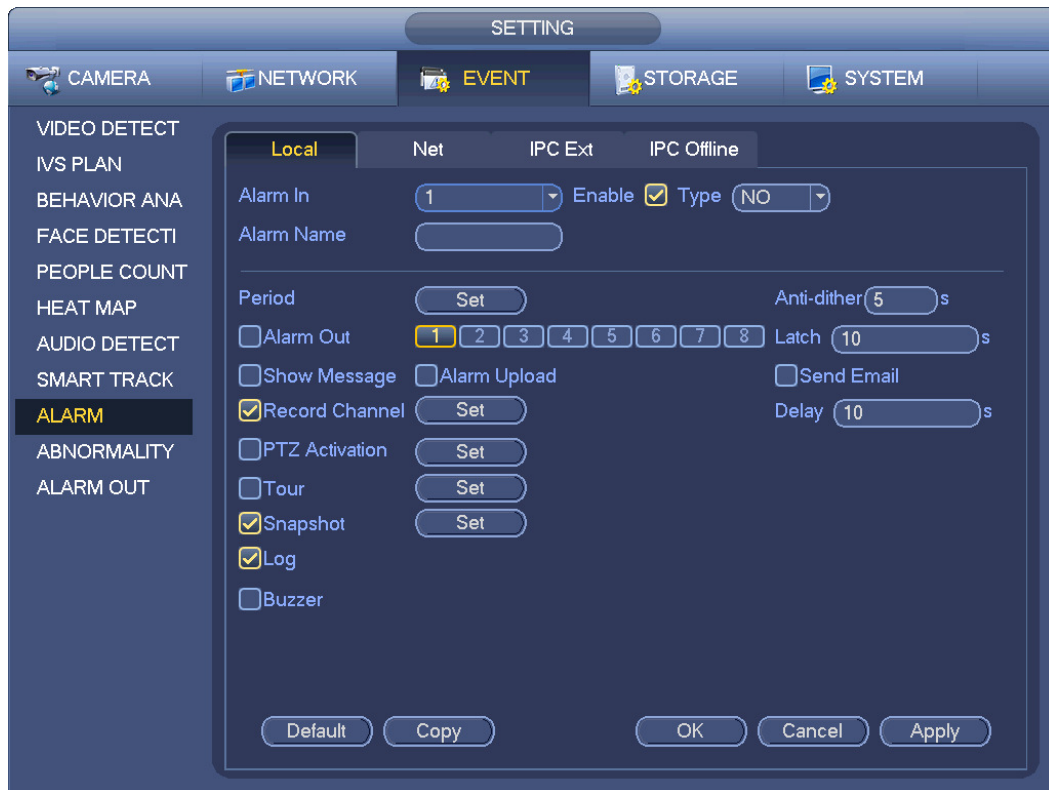 SETTING
CAMERA NETWORK EVENT STORAGE SYSTEM
VIDEO DETECT
IVS PLAN
BEHAVIOR ANA
FACE DETECTI
PEOPLE COUNT
HEAT MAP
AUDIO DETECT
SMART TRACK
ALARM
ABNORMALITY
ALARM OUT
Local Net IPC Ext IPC Offline
Alarm In 1 Enable Type NO
Alarm Name
Period Set Anti-dither 5 s
Alarm Out 1 2 3 4 5 6 7 8 Latch 10 s
Show Message Alarm Upload Send Email
Record Channel Set Delay 10 s
PTZ Activation Set
Tour Set
Snapshot Set
Log
Buzzer
Default Copy OK Cancel Apply